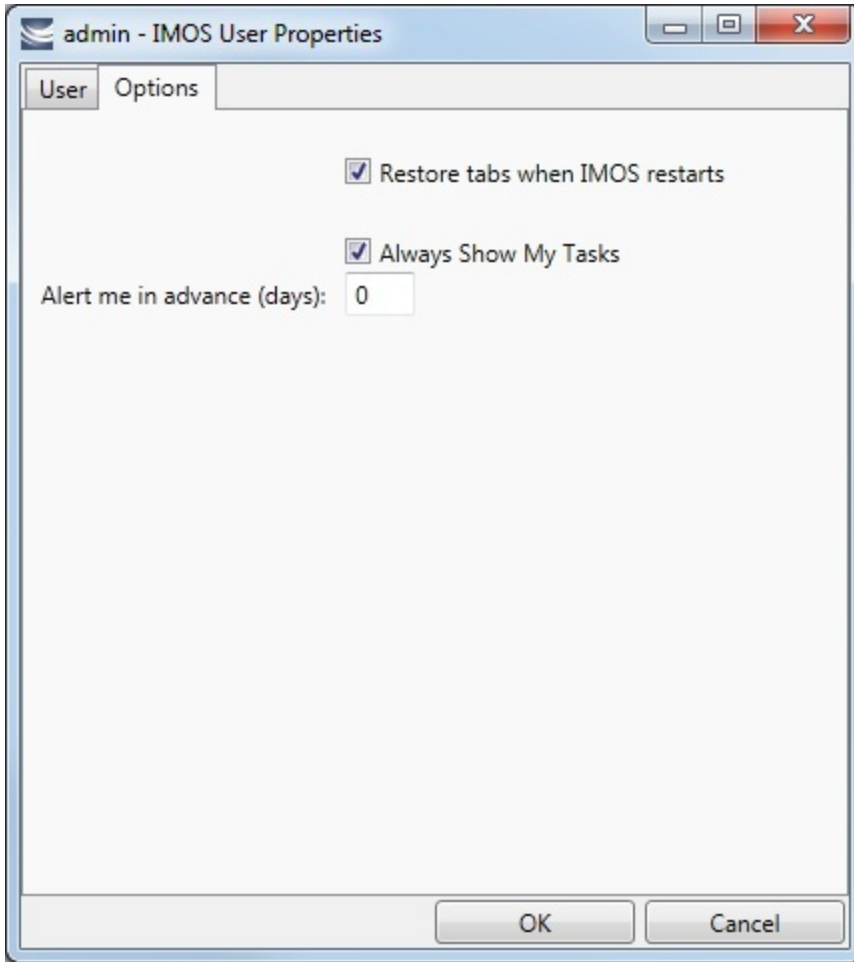 admin - IMOS User Properties
User Options
Restore tabs when IMOS restarts
Always Show My Tasks
Alert me in advance (days): 0
OK Cancel